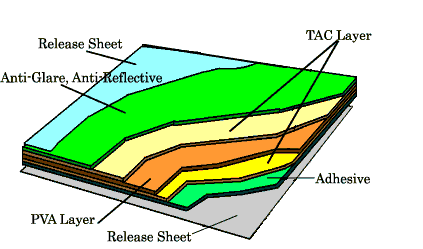 TAC Layer
Release Sheet
Anti-Glare, Anti-Reflective
Adhesive
PVA Layer
Release Sheet